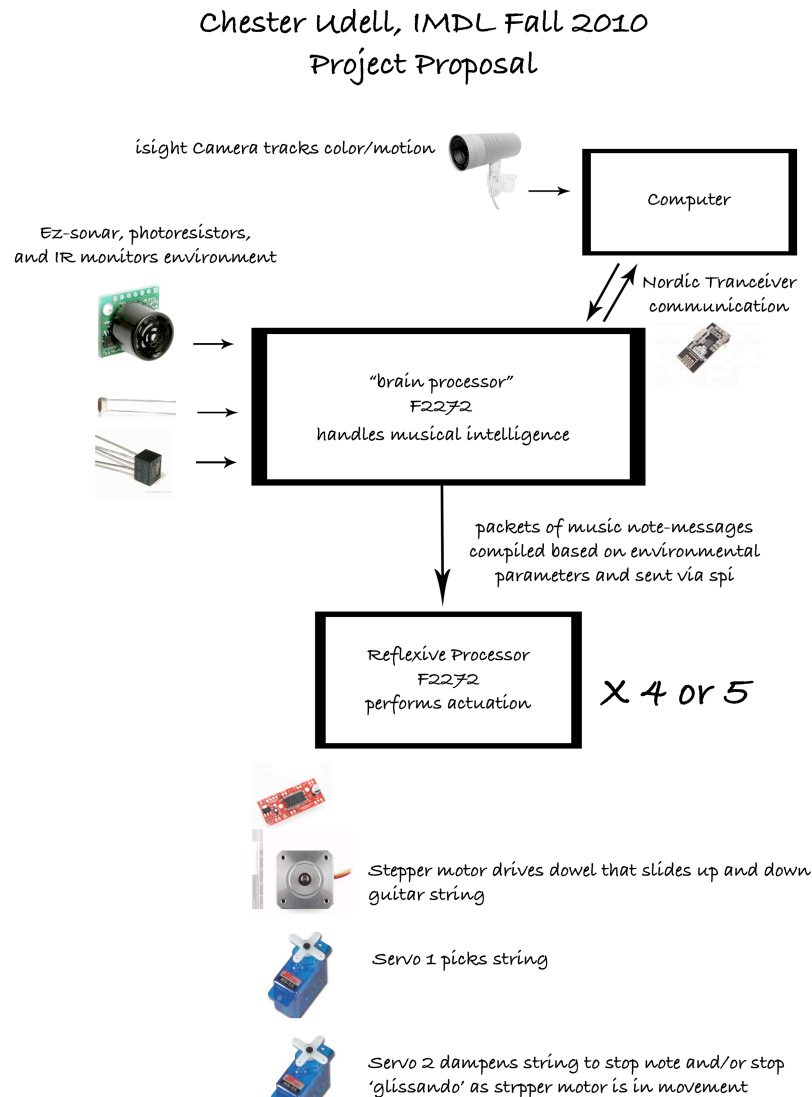 Chester Udell, IMDL Fall 2010
Project Proposal
isight Camera tracks color/motion
Computer
Ez-sonar, photoresistors,
and IR monitors environment
Nordic Tranceiver
communication
“brain processor”
F2272
handles musical intelligence
packets of music note-messages
compiled based on environmental
parameters and sent via spi
Reflexive Processor
F2272
performs actuation
X 4 or 5
Stepper motor drives dowel that slides up and down
guitar string
Servo 1 picks string
Servo 2 dampens string to stop note and/or stop
‘glissando’ as strpper motor is in movement